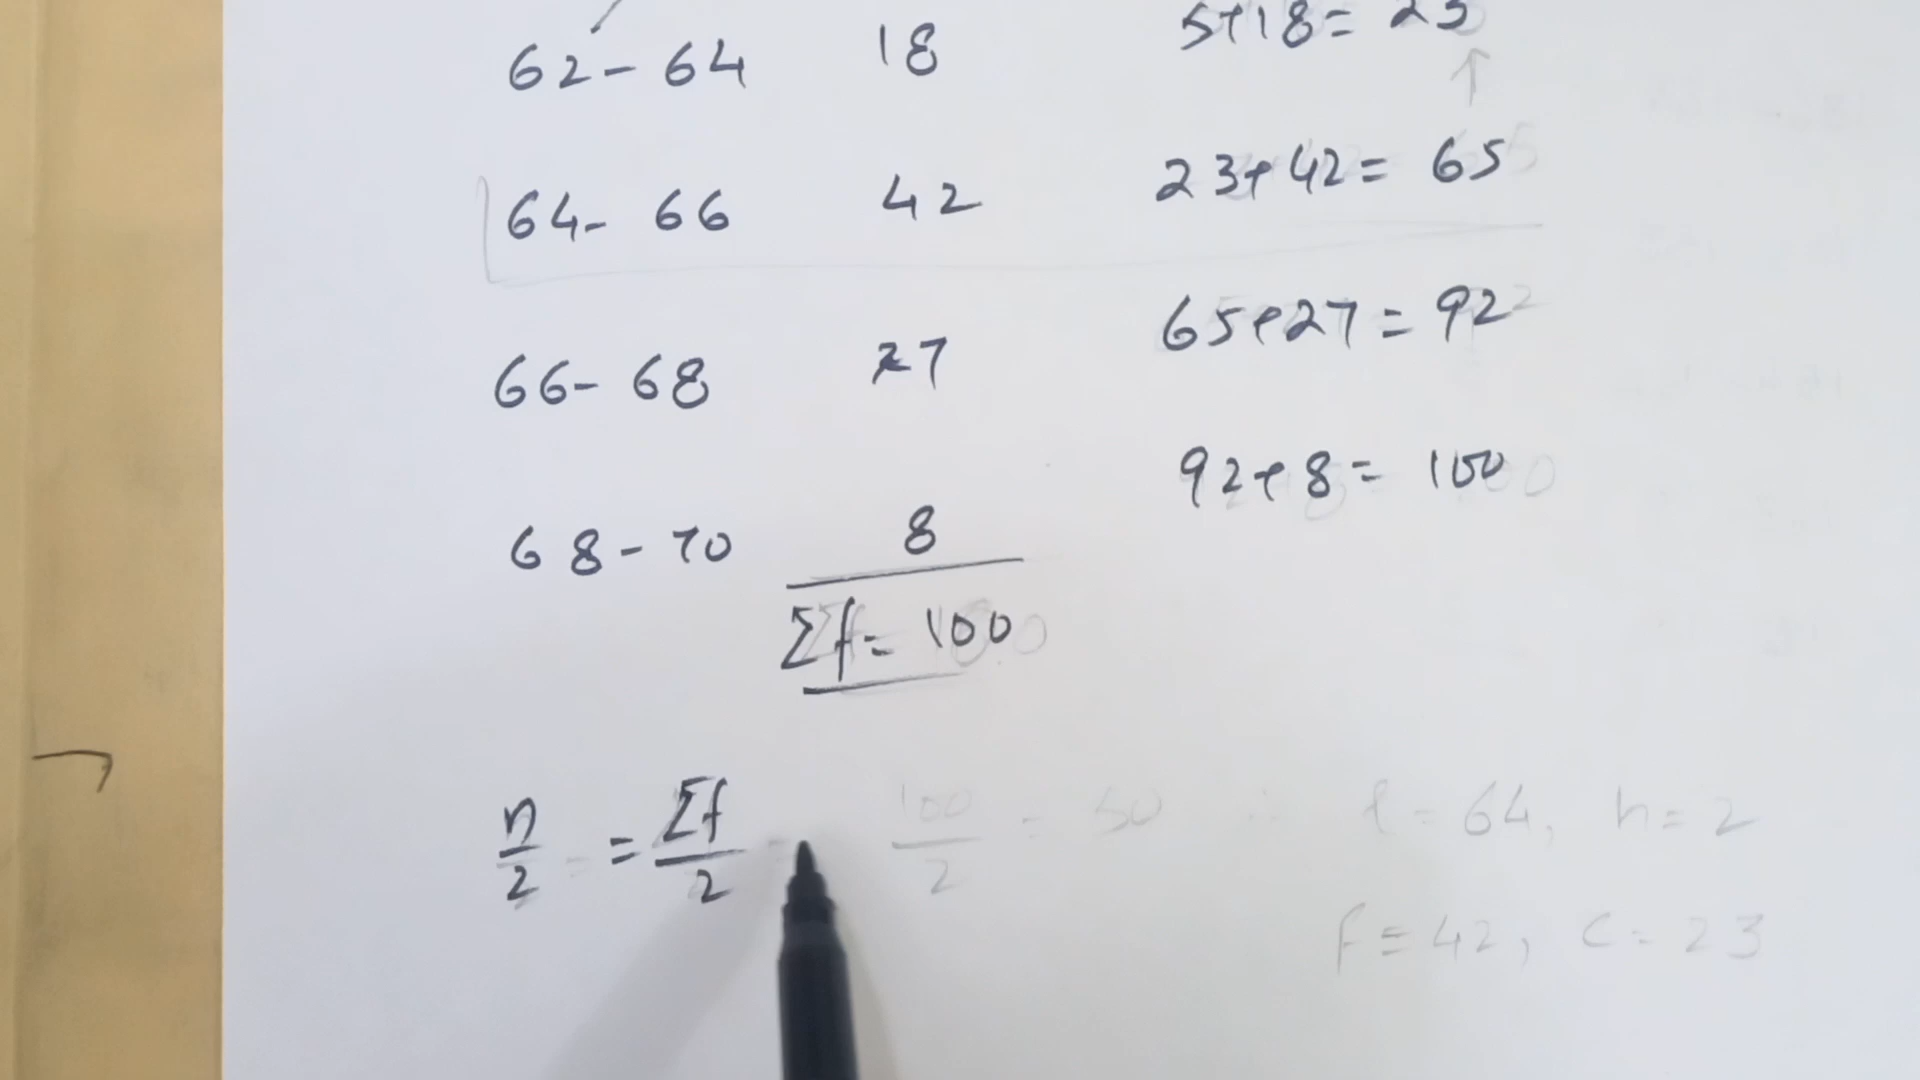 62 - 64 18 5+18 = 23
64 - 66 42 23+42 = 65
66 - 68 27 65+27 = 92
68 - 70 8 92+8 = 100
Σf = 100
n/2 = Σf/2 = 100/2 = 50 ∴ l = 64, h = 2
f = 42, c = 23